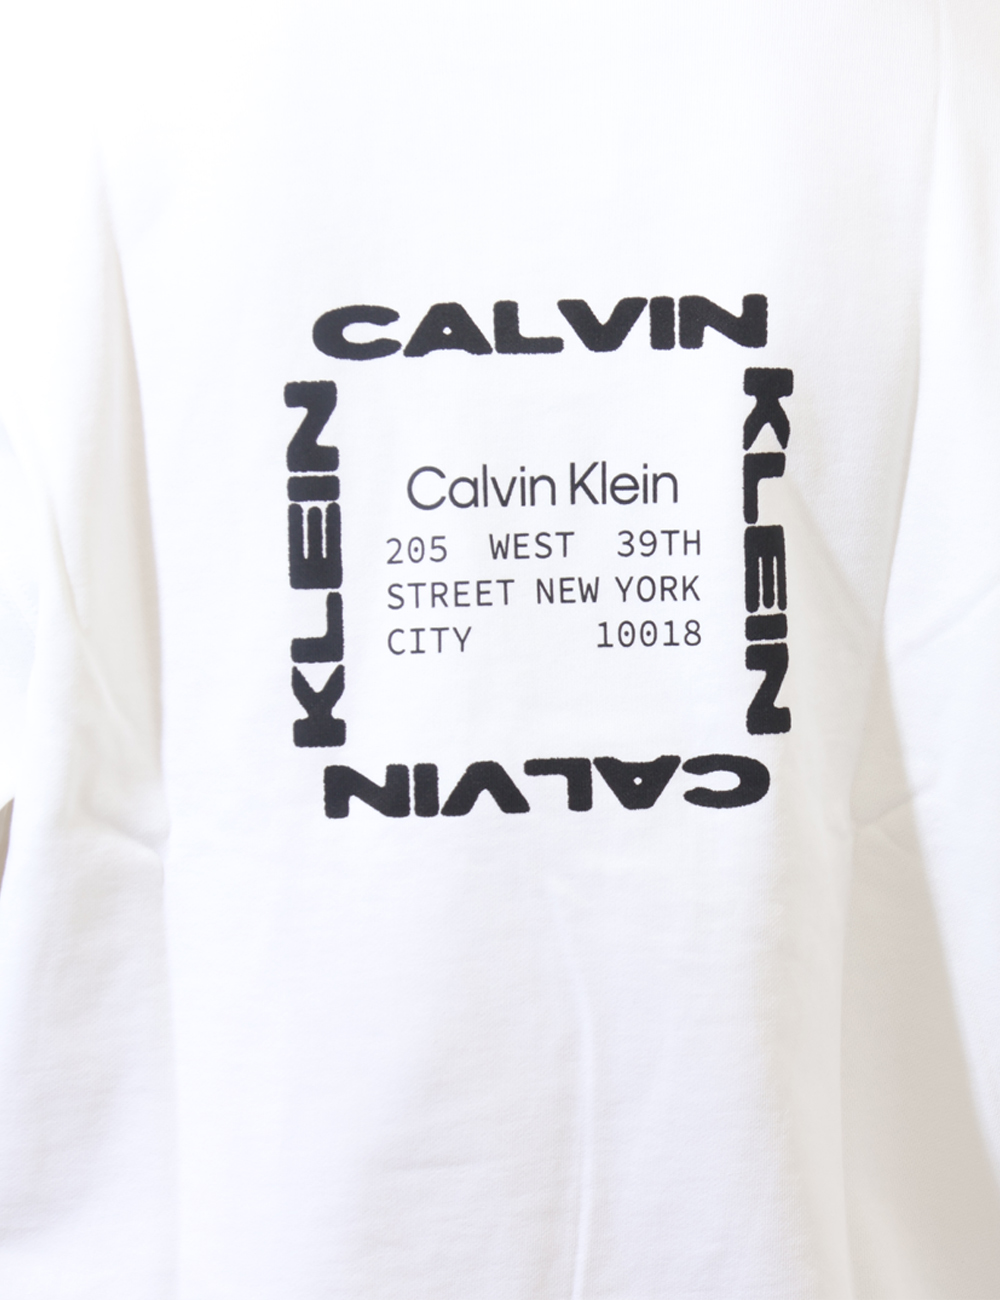 CALVIN
KLEIN
Calvin Klein
205 WEST 39TH
STREET NEW YORK
CITY 10018
KLEIN
CALVIN